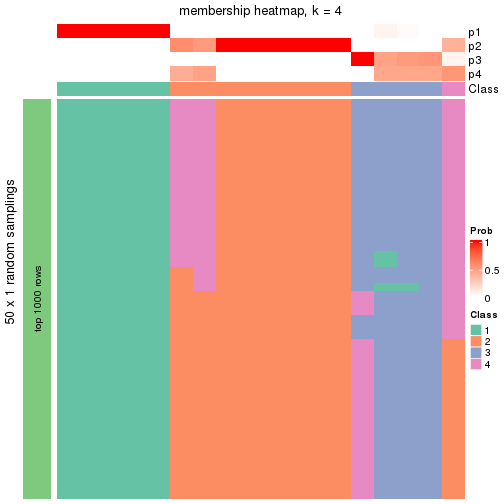 membership heatmap, k = 4
p1
p2
p3
p4
Class
50 x 1 random samplings
top 1000 rows
Prob
1
0.5
0
Class
1
2
3
4